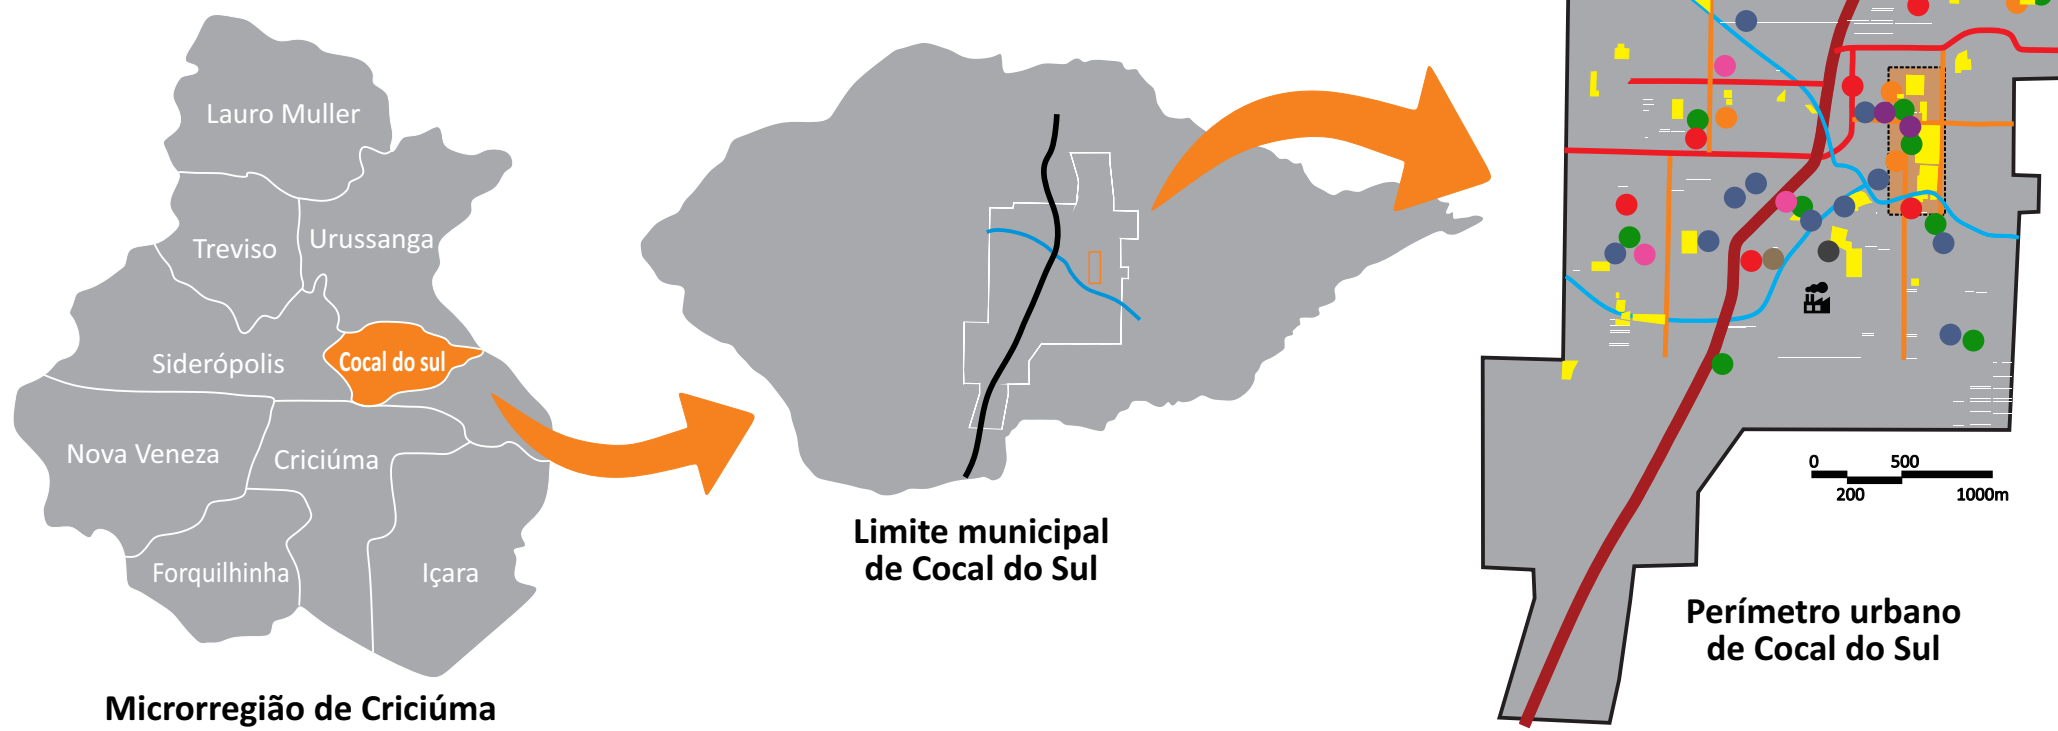 Lauro Muller
Treviso
Urussanga
Siderópolis
Cocal do sul
Nova Veneza
Criciúma
Forquilhinha
Içara
Microrregião de Criciúma
Limite municipal
de Cocal do Sul
0 500
200 1000m
Perímetro urbano
de Cocal do Sul